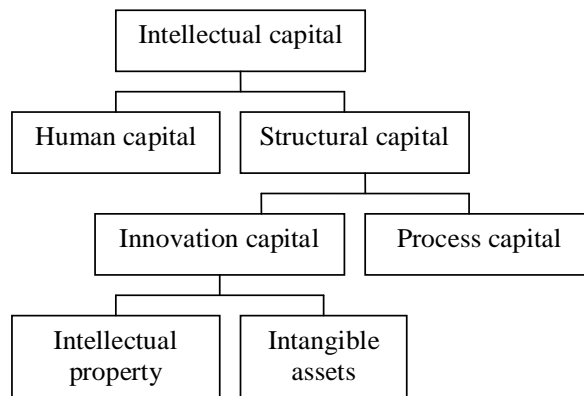 Intellectual capital
Human capital
Structural capital
Innovation capital
Process capital
Intellectual
property
Intangible
assets